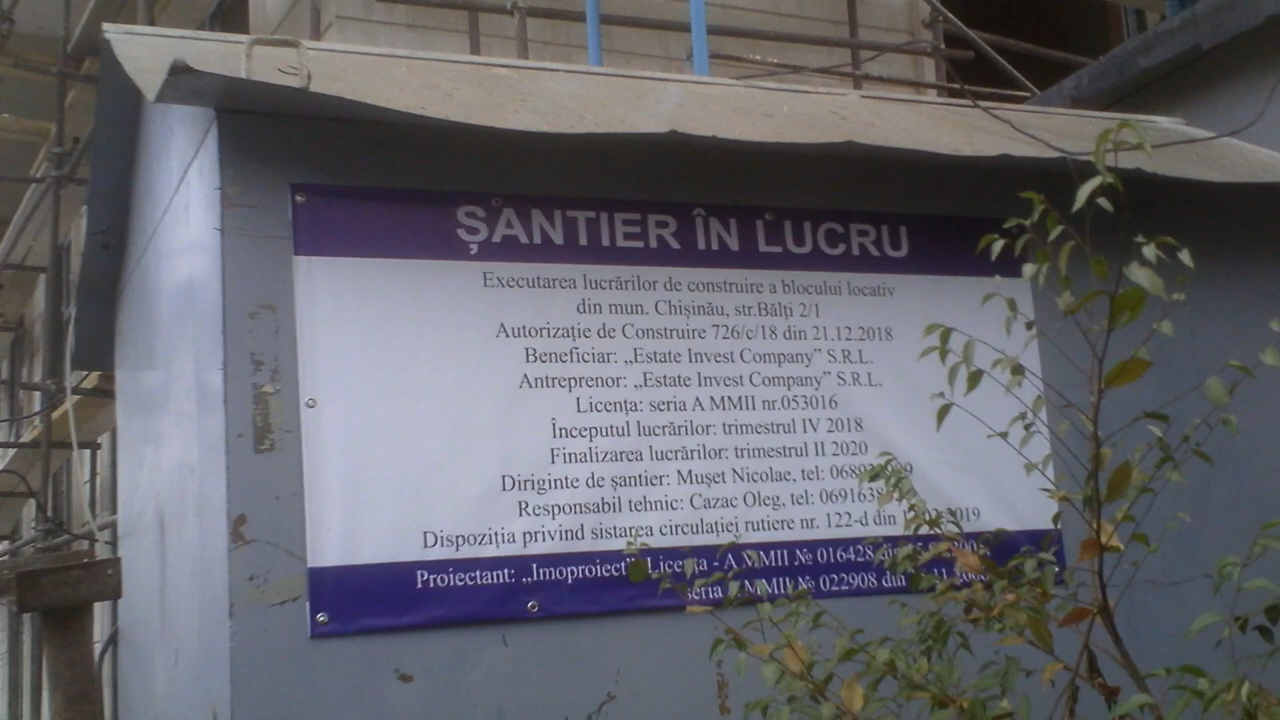 ȘANTIER ÎN LUCRU
Executarea lucrărilor de construire a blocului locativ
din mun. Chișinău, str.Bălți 2/1
Autorizație de Construire 726/c/18 din 21.12.2018
Beneficiar: „Estate Invest Company” S.R.L.
Antreprenor: „Estate Invest Company” S.R.L.
Licența: seria A MMII nr.053016
Începutul lucrărilor: trimestrul IV 2018
Finalizarea lucrărilor: trimestrul II 2020
Diriginte de șantier: Mușet Nicolae, tel:
Responsabil tehnic: Cazac Oleg, tel:
Dispoziția privind sistarea circulației rutiere nr. 122-d din
Proiectant: „Imoproiect” Licența - A MMII № 016428 din
seria A MMII № 022908 din